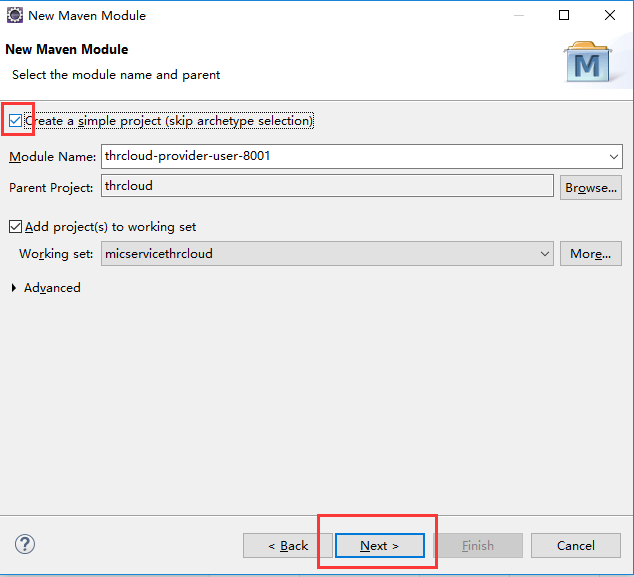 New Maven Module
New Maven Module
Select the module name and parent
M
Create a simple project (skip archetype selection)
Module Name: thrcloud-provider-user-8001
Parent Project: thrcloud Browse...
Add project(s) to working set
Working set: micservicethrcloud More...
Advanced
? < Back Next > Finish Cancel